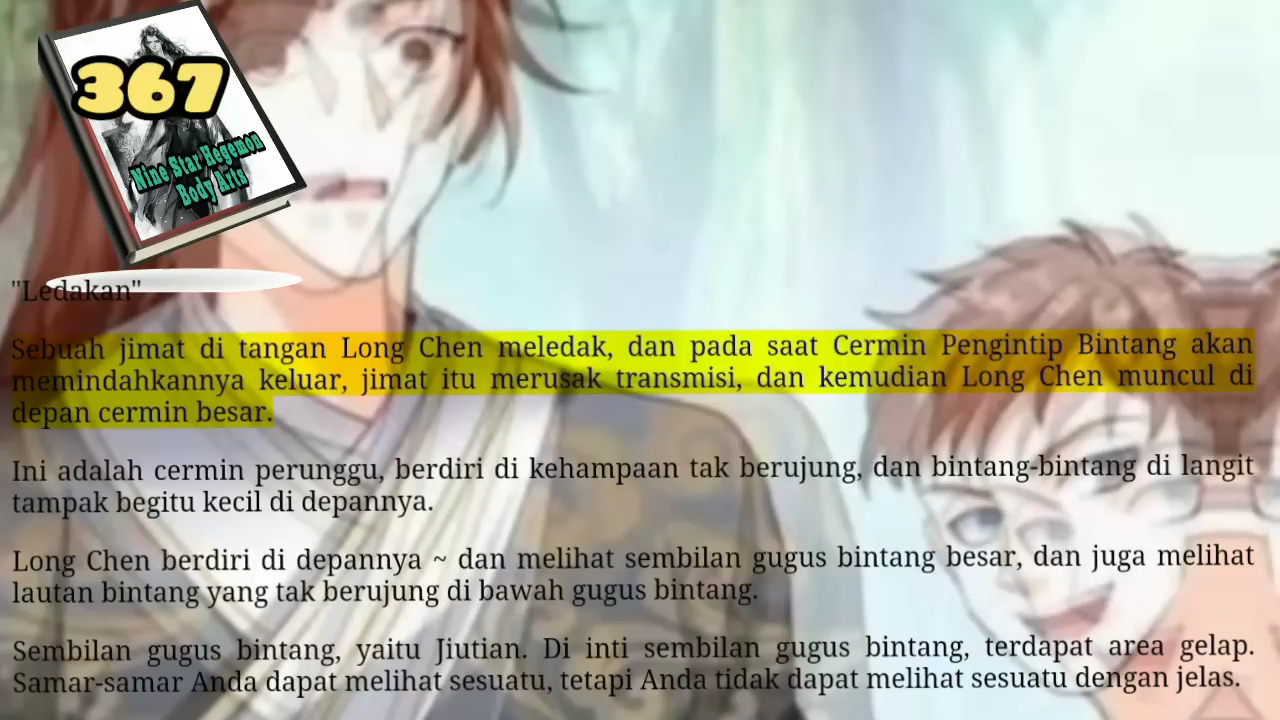 367
Nine Star Hegemon
Body Arts
"Ledakan"
Sebuah jimat di tangan Long Chen meledak, dan pada saat Cermin Pengintip Bintang akan
memindahkannya keluar, jimat itu merusak transmisi, dan kemudian Long Chen muncul di
depan cermin besar.
Ini adalah cermin perunggu, berdiri di kehampaan tak berujung, dan bintang-bintang di langit
tampak begitu kecil di depannya.
Long Chen berdiri di depannya ~ dan melihat sembilan gugus bintang besar, dan juga melihat
lautan bintang yang tak berujung di bawah gugus bintang.
Sembilan gugus bintang, yaitu Jiutian. Di inti sembilan gugus bintang, terdapat area gelap.
Samar-samar Anda dapat melihat sesuatu, tetapi Anda tidak dapat melihat sesuatu dengan jelas.